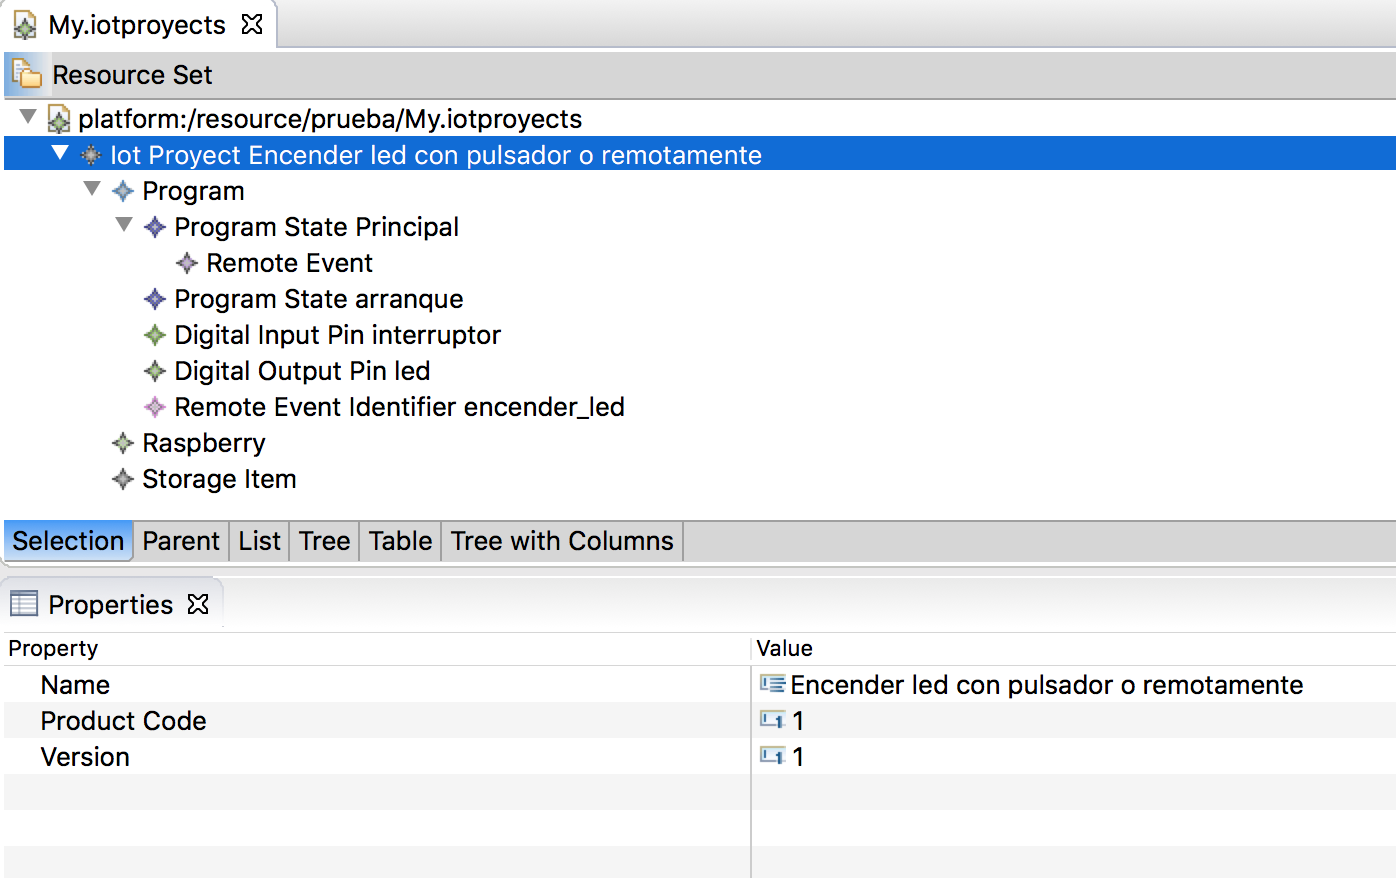 My.iotproyects
Resource Set
platform:/resource/prueba/My.iotproyects
Iot Proyect Encender led con pulsador o remotamente
Program
Program State Principal
Remote Event
Program State arranque
Digital Input Pin interruptor
Digital Output Pin led
Remote Event Identifier encender_led
Raspberry
Storage Item
Selection Parent List Tree Table Tree with Columns
Properties
Property Value
Name Encender led con pulsador o remotamente
Product Code 1
Version 1